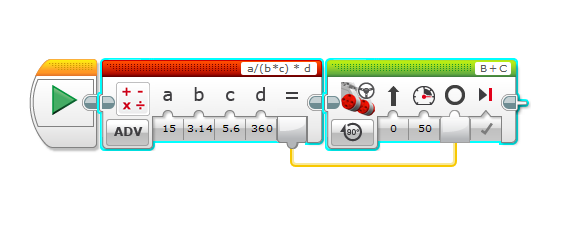 a/(b*c) * d
B + C
+ -
× ÷
a b c d =
ADV
15 3.14 5.6 360
90°
0 50